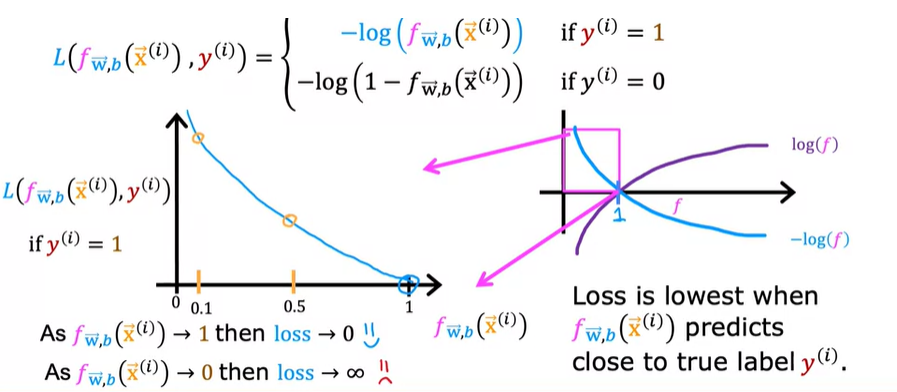 L(f_w⃗,b(x⃗^(i)), y^(i)) = { −log(f_w⃗,b(x⃗^(i))) if y^(i) = 1
−log(1 − f_w⃗,b(x⃗^(i))) if y^(i) = 0
L(f_w⃗,b(x⃗^(i)), y^(i))
if y^(i) = 1
0 0.1 0.5 1
f_w⃗,b(x⃗^(i))
log(f)
f
1
−log(f)
As f_w⃗,b(x⃗^(i)) → 1 then loss → 0
As f_w⃗,b(x⃗^(i)) → 0 then loss → ∞
Loss is lowest when
f_w⃗,b(x⃗^(i)) predicts
close to true label y^(i).